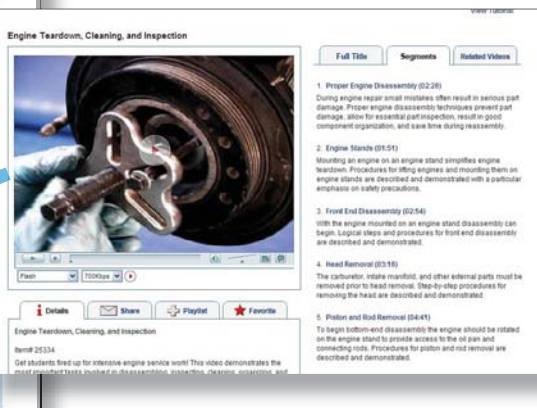 View Tutorial
Engine Teardown, Cleaning, and Inspection
Full Title
Segments
Related Videos
1. Proper Engine Disassembly (02:28)
During engine repair small mistakes often result in serious part
damage. Proper engine disassembly techniques prevent part
damage, allow for essential part inspection, result in good
component organization, and save time during reassembly.
2. Engine Stands (01:51)
Mounting an engine on an engine stand simplifies engine
teardown. Procedures for lifting engines and mounting them on
engine stands are described and demonstrated with a particular
emphasis on safety precautions.
3. Front End Disassembly (02:54)
With the engine mounted on an engine stand disassembly can
begin. Logical steps and procedures for front end disassembly
are described and demonstrated.
4. Head Removal (03:16)
The carburetor, intake manifold, and other external parts must be
removed prior to head removal. Step-by-step procedures for
removing the head are described and demonstrated.
5. Piston and Rod Removal (04:41)
To begin bottom-end disassembly the engine should be rotated
on the engine stand to provide access to the oil pan and
connecting rods. Procedures for piston and rod removal are
described and demonstrated.
Flash
700Kbps
Details
Share
Playlist
Favorite
Engine Teardown, Cleaning, and Inspection
Item# 25334
Get students fired up for intensive engine service work! This video demonstrates the
most important tasks involved in disassembling, inspecting, cleaning, organizing, and